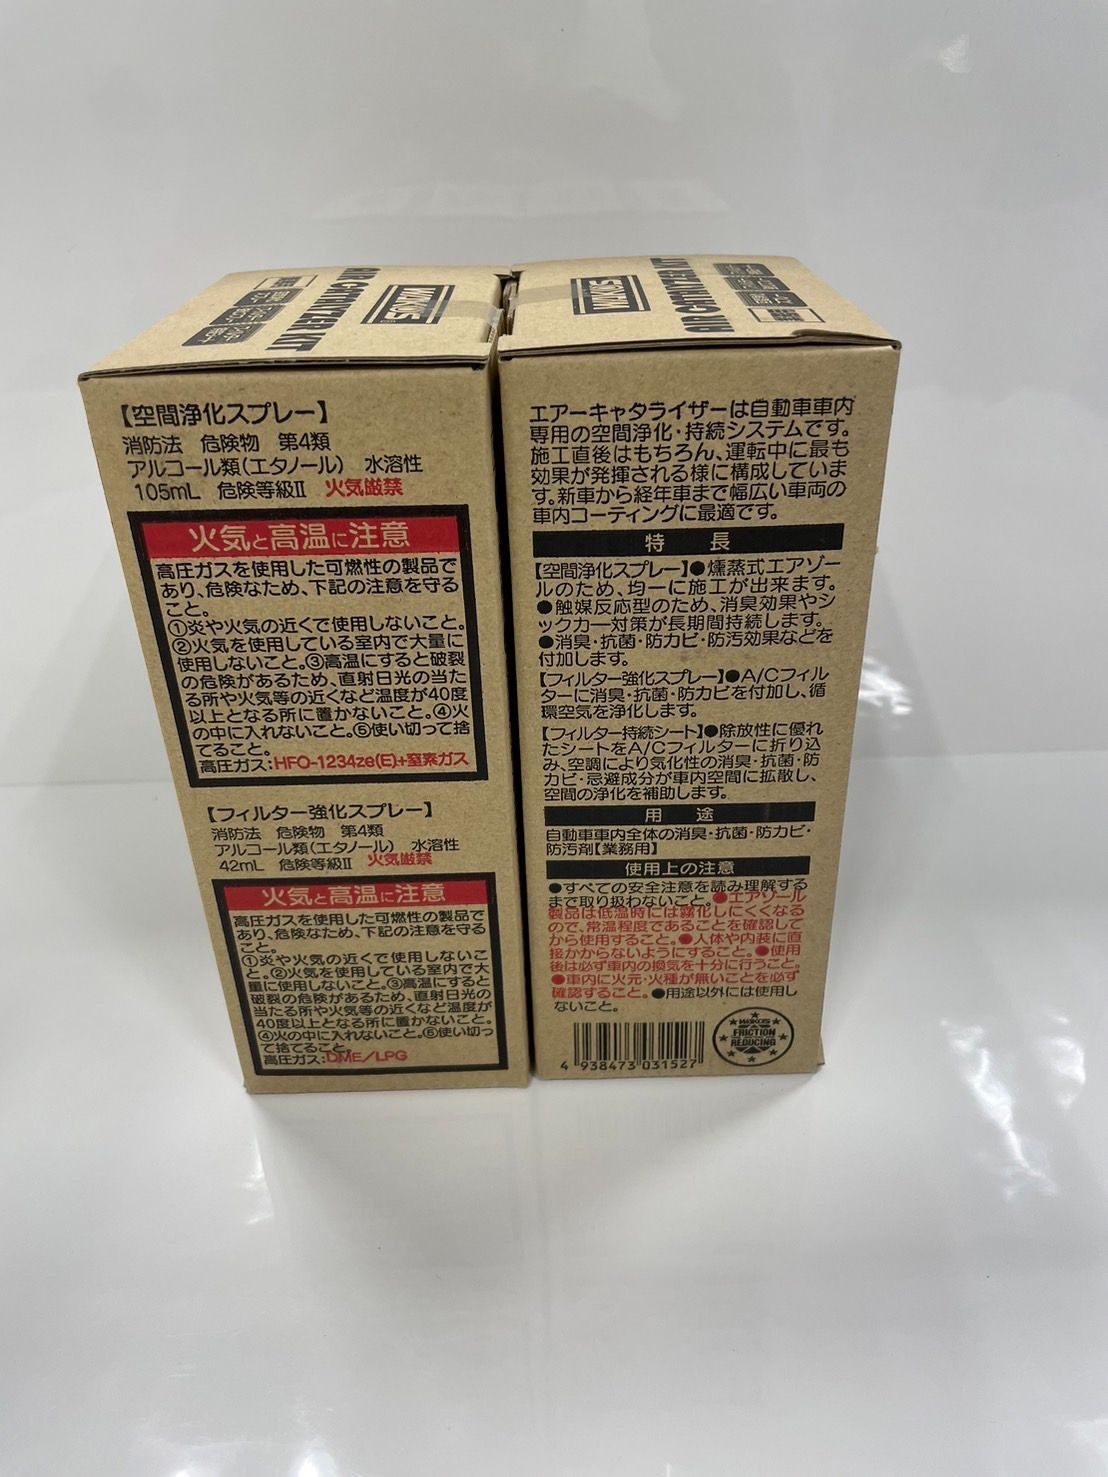 AIR CATALYZER KIT
WAKO'S
【空間浄化スプレー】
消防法 危険物 第4類
アルコール類(エタノール) 水溶性
105mL 危険等級Ⅱ 火気厳禁
火気と高温に注意
高圧ガスを使用した可燃性の製品で
あり、危険なため、下記の注意を守る
こと。
①炎や火気の近くで使用しないこと。
②火気を使用している室内で大量に
使用しないこと。③高温にすると破裂
の危険があるため、直射日光の当た
る所や火気等の近くなど温度が40度
以上となる所に置かないこと。④火
の中に入れないこと。⑤使い切って捨
てること。
高圧ガス:HFO-1234ze(E)+窒素ガス
【フィルター強化スプレー】
消防法 危険物 第4類
アルコール類(エタノール) 水溶性
42mL 危険等級Ⅱ 火気厳禁
火気と高温に注意
高圧ガスを使用した可燃性の製品で
あり、危険なため、下記の注意を守る
こと。
①炎や火気の近くで使用しないこ
と。②火気を使用している室内で大
量に使用しないこと。③高温にすると
破裂の危険があるため、直射日光の
当たる所や火気等の近くなど温度が
40度以上となる所に置かないこと。
④火の中に入れないこと。⑤使い切っ
て捨てること。
高圧ガス:DME/LPG
WAKO'S
AIR CATALYZER KIT
エアーキャタライザーは自動車車内
専用の空間浄化・持続システムです。
施工直後はもちろん、運転中に最も
効果が発揮される様に構成していま
す。新車から経年車まで幅広い車両の
車内コーティングに最適です。
特 長
【空間浄化スプレー】●燻蒸式エアゾー
ルのため、均一に施工が出来ます。
●触媒反応型のため、消臭効果やシ
ックカー対策が長期間持続します。
●消臭・抗菌・防カビ・防汚効果などを
付加します。
【フィルター強化スプレー】●A/Cフィル
ターに消臭・抗菌・防カビを付加し、循
環空気を浄化します。
【フィルター持続シート】●除放性に優れ
たシートをA/Cフィルターに折り込
み、空調により気化性の消臭・抗菌・防
カビ・忌避成分が車内空間に拡散し、
空間の浄化を補助します。
用 途
自動車車内全体の消臭・抗菌・防カビ・
防汚剤【業務用】
使用上の注意
●すべての安全注意を読み理解する
まで取り扱わないこと。●エアゾール
製品は低温時には霧化しにくくなる
ので、常温程度であることを確認して
から使用すること。●人体や内装に直
接かからないようにすること。●使用
後は必ず車内の換気を十分に行うこと。
●車内に火元・火種が無いことを必ず
確認すること。●用途以外には使用し
ないこと。
4 938473 031527
WAKO'S
FRICTION
REDUCING